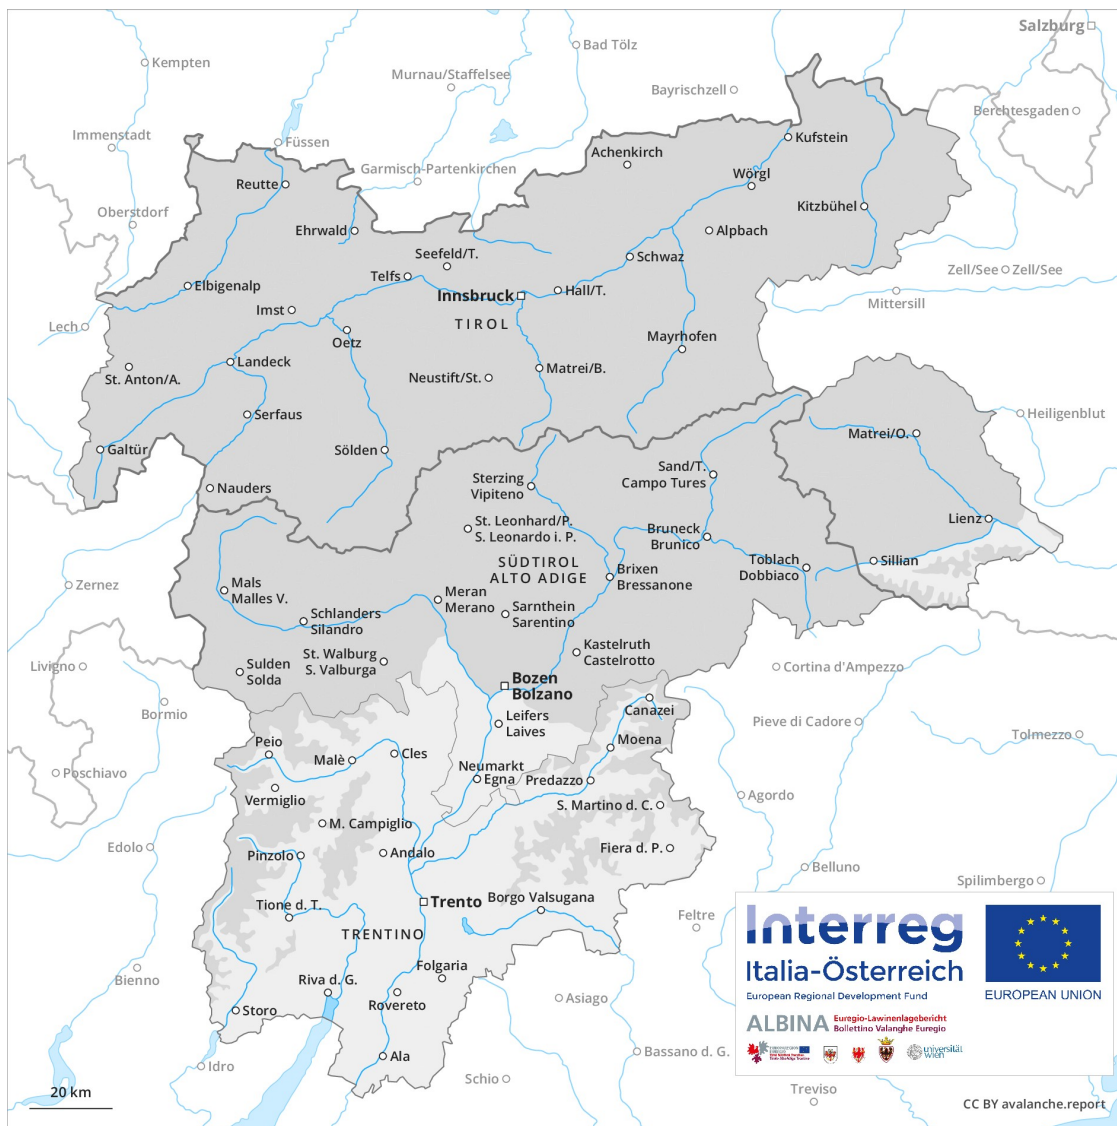 Salzburg
Bad Tölz
Kempten
Murnau/Staffelsee
Bayrischzell
Berchtesgaden
Immenstadt
Füssen
Kufstein
Achenkirch
Garmisch-Partenkirchen
Wörgl
Reutte
Oberstdorf
Kitzbühel
Ehrwald
Alpbach
Seefeld/T.
Schwaz
Telfs
Zell/See
Zell/See
Elbigenalp
Innsbruck
Hall/T.
Mittersill
Imst
TIROL
Lech
Oetz
Mayrhofen
Landeck
Matrei/B.
St. Anton/A.
Neustift/St.
Serfaus
Heiligenblut
Matrei/O.
Galtür
Sölden
Sand/T.
Campo Tures
Sterzing
Vipiteno
Nauders
Lienz
St. Leonhard/P.
S. Leonardo i. P.
Bruneck
Brunico
SÜDTIROL
ALTO ADIGE
Toblach
Dobbiaco
Sillian
Brixen
Bressanone
Zernez
Mals
Malles V.
Meran
Merano
Schlanders
Silandro
Sarnthein
Sarentino
Kastelruth
Castelrotto
St. Walburg
S. Valburga
Livigno
Sulden
Solda
Cortina d'Ampezzo
Bozen
Bolzano
Bormio
Canazei
Leifers
Laives
Pieve di Cadore
Tolmezzo
Moena
Peio
Cles
Malè
Neumarkt
Egna
Predazzo
Poschiavo
Vermiglio
Agordo
S. Martino d. C.
M. Campiglio
Edolo
Pinzolo
Andalo
Fiera d. P.
Belluno
Spilimbergo
Tione d. T.
Trento
Borgo Valsugana
Feltre
TRENTINO
Interreg
Italia-Österreich
European Regional Development Fund
EUROPEAN UNION
Folgaria
Bienno
Riva d. G.
Rovereto
Asiago
Storo
ALBINA
Euregio-Lawinenlagebericht
Bollettino Valanghe Euregio
universität
wien
Ala
Bassano d. G.
Idro
Schio
Treviso
20 km
CC BY avalanche.report